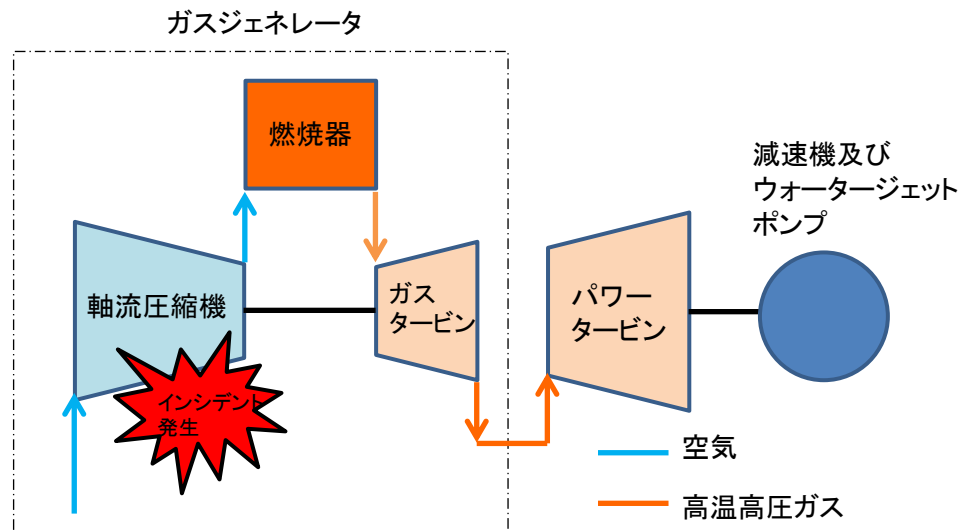 ガスジェネレータ
燃焼器
減速機及び
ウォータージェット
ポンプ
軸流圧縮機
ガス
タービン
パワー
タービン
インシデント
発生
空気
高温高圧ガス